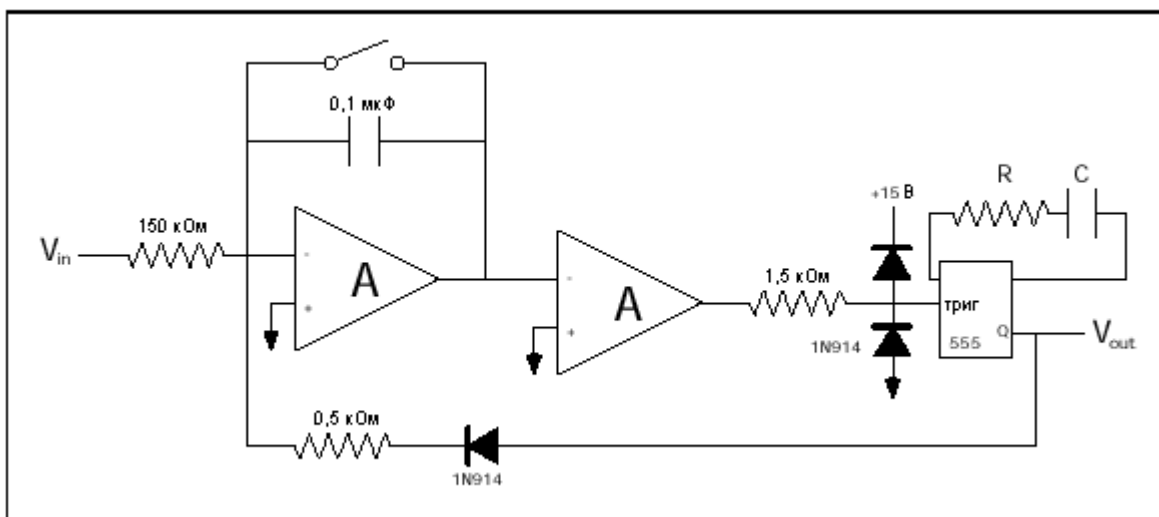 0,1 мкФ
R
C
+15 В
150 кОм
V_in
-
A
+
-
A
+
1,5 кОм
триг
Q
555
V_out
1N914
0,5 кОм
1N914